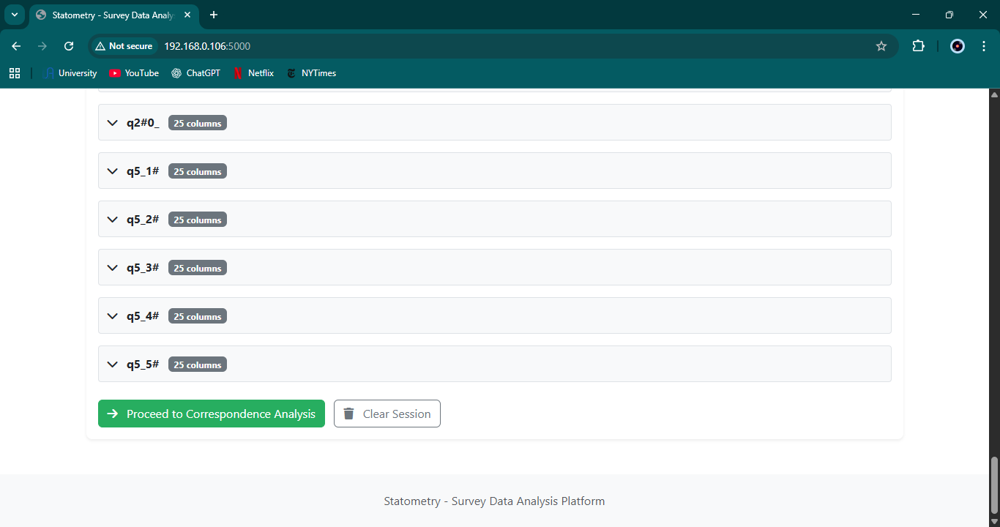 Statometry - Survey Data Analy
Not secure 192.168.0.106:5000
University YouTube ChatGPT Netflix NYTimes
q2#0_ 25 columns
q5_1# 25 columns
q5_2# 25 columns
q5_3# 25 columns
q5_4# 25 columns
q5_5# 25 columns
Proceed to Correspondence Analysis Clear Session
Statometry - Survey Data Analysis Platform